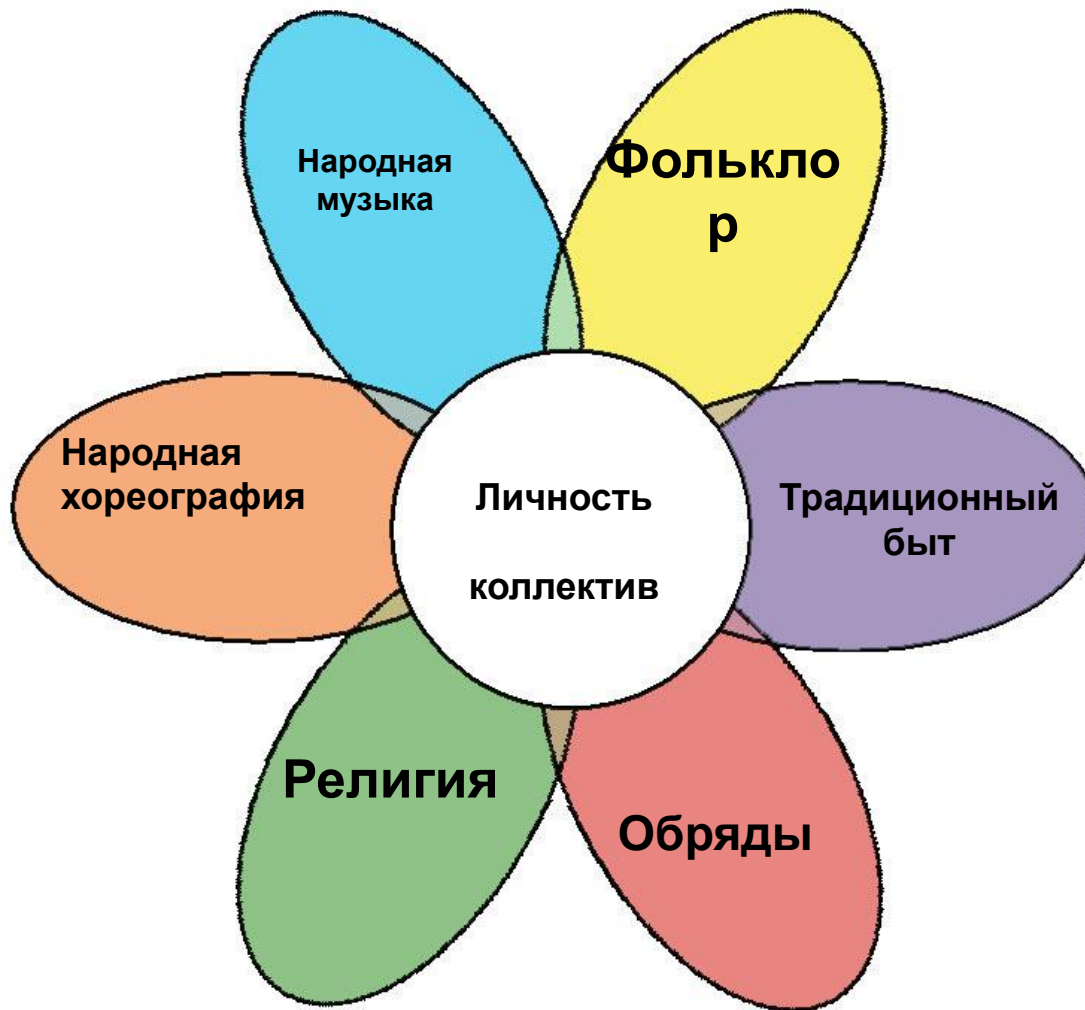 Народная
музыка
Фолькло
р
Народная
хореография
Личность
коллектив
Традиционный
быт
Религия
Обряды